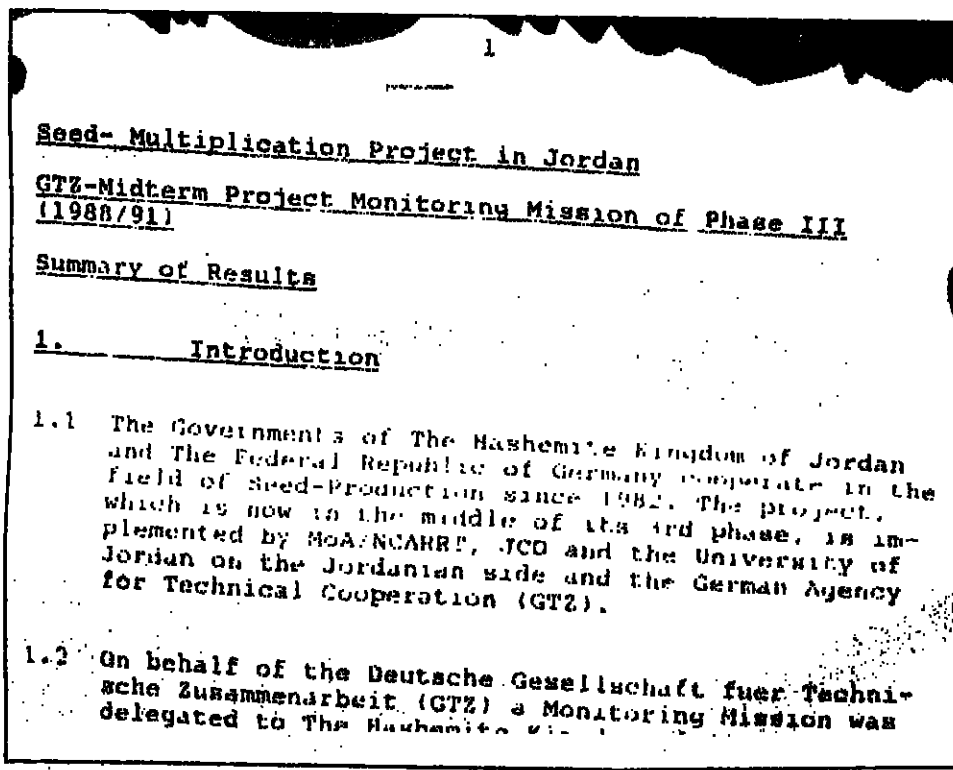 1
Seed- Multiplication Project in Jordan
GTZ-Midterm Project Monitoring Mission of Phase III
(1988/91)
Summary of Results
1. Introduction
1.1 The Governments of The Hashemite Kingdom of Jordan
and The Federal Republic of Germany cooperate in the
Field of Seed-Production since 1982. The project,
which is now in the middle of its 3rd phase, is im-
plemented by MoA/NCARTT, JCO and the University of
Jordan on the Jordanian side and the German Agency
for Technical Cooperation (GTZ).
1.2 On behalf of the Deutsche Gesellschaft fuer Techni-
sche Zusammenarbeit (GTZ) a Monitoring Mission was
delegated to The Hashemite